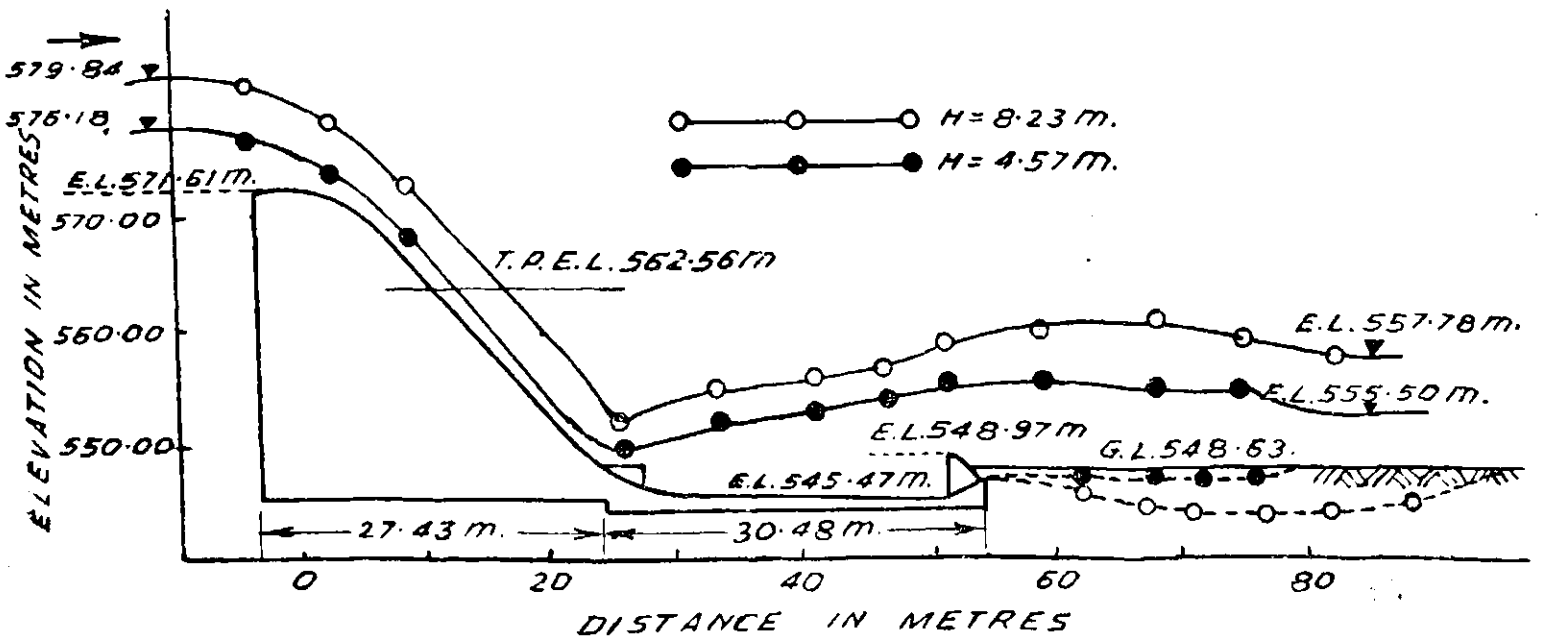 579.84
576.18
E.L.571.61m.
570.00
560.00
550.00
ELEVATION IN METRES
H = 8.23 m.
H = 4.57 m.
T.P.E.L.562.56m
E.L.557.78m.
E.L.555.50 m.
E.L.548.97m
G.L.548.63.
E.L.545.47m.
27.43 m.
30.48 m.
0 20 40 60 80
DISTANCE IN METRES